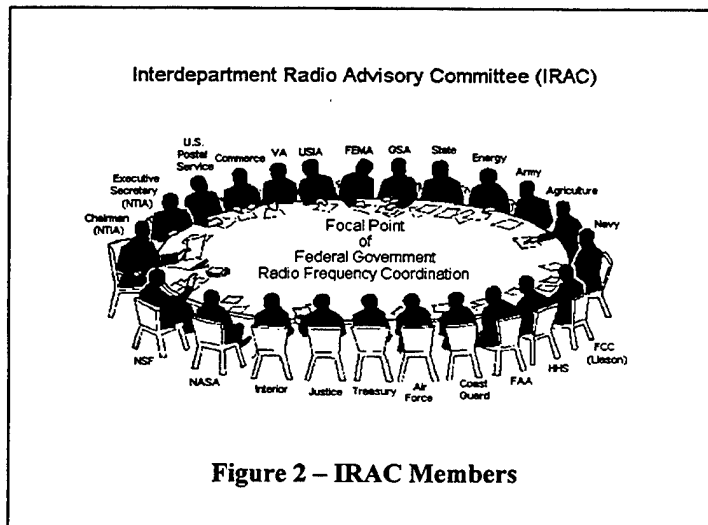 Interdepartment Radio Advisory Committee (IRAC)
U.S.
Postal
Service
Commerce
VA
USIA
FEMA
GSA
State
Energy
Army
Agriculture
Navy
Executive
Secretary
(NTIA)
Chairman
(NTIA)
Focal Point
of
Federal Government
Radio Frequency Coordination
NSF
NASA
Interior
Justice
Treasury
Air
Force
Coast
Guard
FAA
HHS
FCC
(Liason)
Figure 2 – IRAC Members